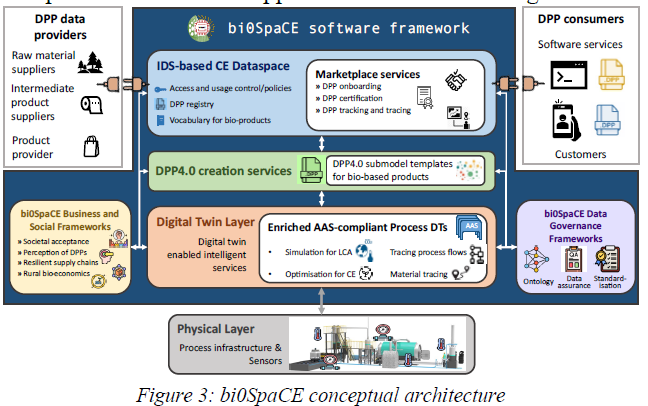 DPP data
providers
Raw material
suppliers
Intermediate
product
suppliers
Product
provider
bi0SpaCE software framework
IDS-based CE Dataspace
Access and usage control/policies
DPP registry
Vocabulary for bio-products
Marketplace services
» DPP onboarding
» DPP certification
» DPP tracking and tracing
DPP consumers
Software services
DPP
DPP
Customers
DPP4.0 creation services
DPP
DPP4.0 submodel templates
for bio-based products
bi0SpaCE Business and
Social Frameworks
» Societal acceptance
» Perception of DPPs
» Resilient supply chains
» Rural bioeconomics
Digital Twin Layer
Digital twin
enabled intelligent
services
Enriched AAS-compliant Process DTs
AAS
• Simulation for LCA
Tracing process flows
• Optimisation for CE
Material tracing
bi0SpaCE Data
Governance
Frameworks
QA
Ontology
Data
assurance
Standard-
isation
Physical Layer
Process infrastructure &
Sensors
Figure 3: bi0SpaCE conceptual architecture